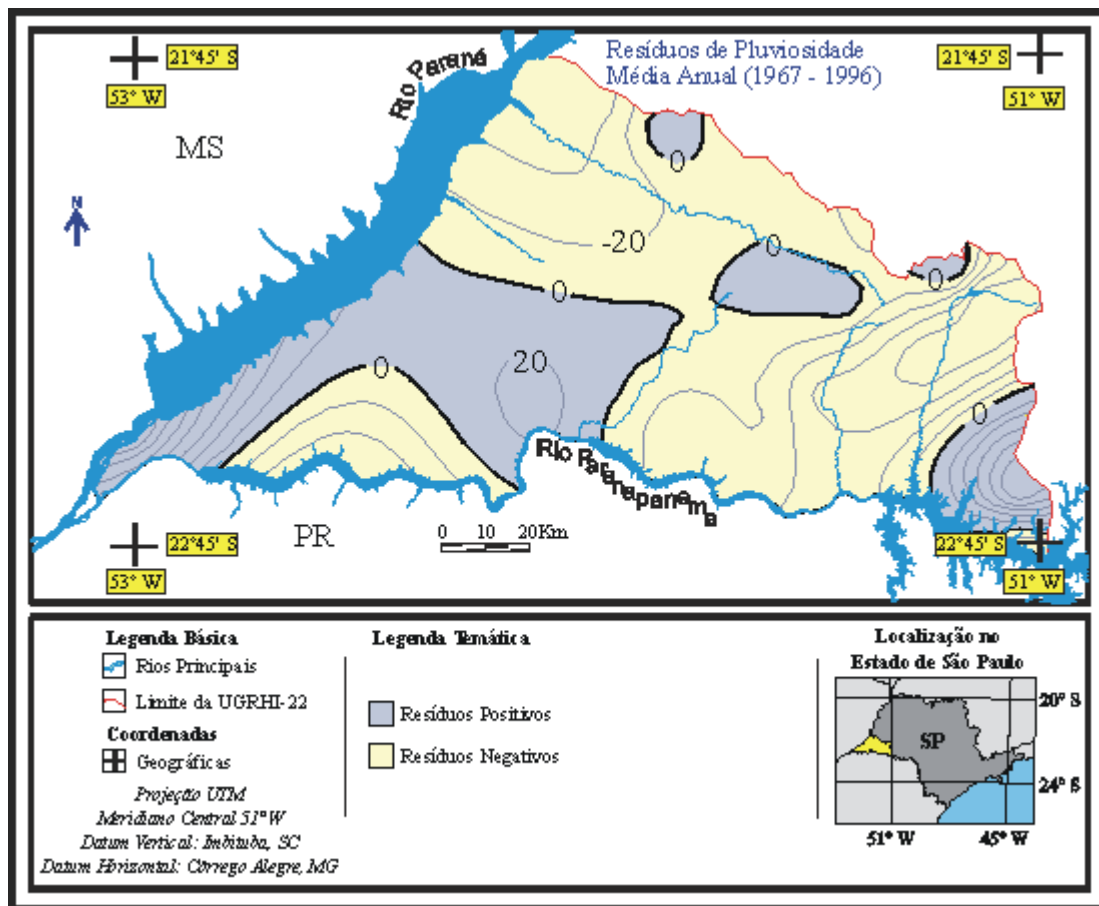 Resíduos de Pluviosidade
Média Anual (1967 - 1996)
21°45' S
53° W
21°45' S
51° W
Rio Paraná
MS
N
0
0
0
-20
0
0
20
0
Rio Paranapanema
PR
0 10 20Km
22°45' S
53° W
22°45' S
51° W
Legenda Básica
Rios Principais
Limite da UGRHI-22
Coordenadas
Geográficas
Projeção UTM
Meridiano Central 51° W
Datum Vertical: Imbituba, SC
Datum Horizontal: Córrego Alegre, MG
Legenda Temática
Resíduos Positivos
Resíduos Negativos
Localização no
Estado de São Paulo
20° S
SP
24° S
51° W
45° W